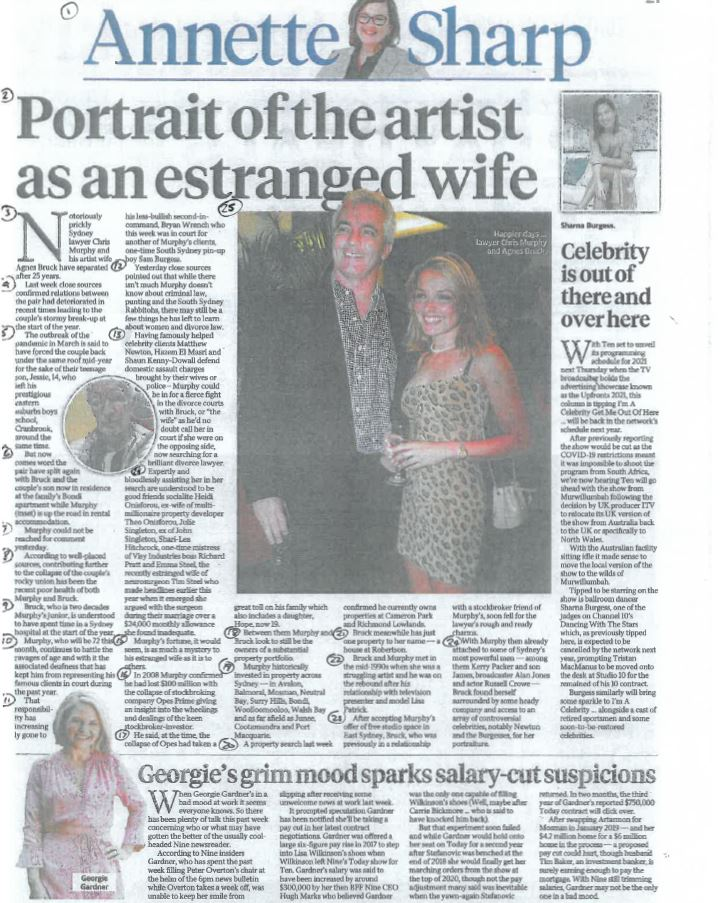 1
Annette Sharp
2
Portrait of the artist
as an estranged wife
3
Notoriously
prickly
Sydney
lawyer Chris
Murphy and
his artist wife
Agnes Bruck have separated
after 25 years.
4
Last week close sources
confirmed relations between
the pair had deteriorated in
recent times leading to the
couple's stormy break-up at
the start of the year.
5
The outbreak of the
pandemic in March is said to
have forced the couple back
under the same roof mid-year
for the sake of their teenage
son, Jessie, 14, who
left his
prestigious
eastern
suburbs boys
school,
Cranbrook,
around the
same time.
6
But now
comes word the
pair have split again
with Bruck and the
couple's son now in residence
at the family's Bondi
apartment while Murphy
(inset) is up the road in rental
accommodation.
7
Murphy could not be
reached for comment
yesterday.
8
According to well-placed
sources, contributing further
to the collapse of the couple's
rocky union has been the
recent poor health of both
Murphy and Bruck.
9
Bruck, who is two decades
Murphy's junior, is understood
to have spent time in a Sydney
hospital at the start of the year.
10
Murphy, who will be 72 this
month, continues to battle the
ravages of age and with it the
associated deafness that has
kept him from representing his
famous clients in court during
the past year.
11
That
responsibil-
ity has
increasing-
ly gone to
his less-bullish second-in-
command, Bryan Wrench who
this week was in court for
another of Murphy's clients,
one-time South Sydney pin-up
boy Sam Burgess.
12
Yesterday close sources
pointed out that while there
isn't much Murphy doesn't
know about criminal law,
punting and the South Sydney
Rabbitohs, there may still be a
few things he has left to learn
about women and divorce law.
13
Having famously helped
celebrity clients Matthew
Newton, Hazem El Masri and
Shaun Kenny-Dowall defend
domestic assault charges
brought by their wives or
police — Murphy could
be in for a fierce fight
in the divorce courts
with Bruck, or "the
wife" as he'd no
doubt call her in
court if she were on
the opposing side,
now searching for a
brilliant divorce lawyer.
Expertly and
bloodlessly assisting her in her
search are understood to be
good friends socialite Heidi
Onisforou, ex-wife of multi-
millionaire property developer
Theo Onisforou, Julie
Singleton, ex of John
Singleton, Shari-Lea
Hitchcock, one-time mistress
of Visy Industries boss Richard
Pratt and Emma Steel, the
recently estranged wife of
neurosurgeon Tim Steel who
made headlines earlier this
year when it emerged she
argued with the surgeon
during their marriage over a
$24,000 monthly allowance
she found inadequate.
Murphy's fortune, it would
seem, is as much a mystery to
his estranged wife as it is to
others.
16
In 2008 Murphy confirmed
he had lost $100 million with
the collapse of stockbroking
company Opes Prime giving
an insight into the wheelings
and dealings of the keen
stockbroker-investor.
17
He said, at the time, the
collapse of Opes had taken a
25
Happier days ...
lawyer Chris Murphy
and Agnes Bruck.
great toll on his family which
also includes a daughter,
Hope, now 19.
18
Between them Murphy and
Bruck look to still be the
owners of a substantial
property portfolio.
19
Murphy historically
invested in property across
Sydney — in Avalon,
Balmoral, Mosman, Neutral
Bay, Surry Hills, Bondi,
Woolloomooloo, Walsh Bay
and as far afield as Junee,
Cootamundra and Port
Macquarie.
20
A property search last week
confirmed he currently owns
properties at Cameron Park
and Richmond Lowlands.
21
Bruck meanwhile has just
one property to her name — a
house at Robertson.
22
Bruck and Murphy met in
the mid-1990s when she was a
struggling artist and he was on
the rebound after his
relationship with television
presenter and model Lisa
Patrick.
23
After accepting Murphy's
offer of free studio space in
East Sydney, Bruck, who was
previously in a relationship
with a stockbroker friend of
Murphy's, soon fell for the
lawyer's rough and ready
charms.
24
With Murphy then already
attached to some of Sydney's
most powerful men — among
them Kerry Packer and son
James, broadcaster Alan Jones
and actor Russell Crowe —
Bruck found herself
surrounded by some heady
company and access to an
array of controversial
celebrities, notably Newton
and the Burgesses, for her
portraiture.
Sharna Burgess.
Celebrity
is out of
there and
over here
With Ten set to unveil
its programming
schedule for 2021
next Thursday when the TV
broadcaster holds the
advertising showcase known
as the Upfronts 2021, this
column is tipping I'm A
Celebrity Get Me Out Of Here
... will be back in the network's
schedule next year.
After previously reporting
the show would be cut as the
COVID-19 restrictions meant
it was impossible to shoot the
program from South Africa,
we're now hearing Ten will go
ahead with the show from
Murwillumbah following the
decision by UK producer ITV
to relocate its UK version of
the show from Australia back
to the UK or specifically to
North Wales.
With the Australian facility
sitting idle it made sense to
move the local version of the
show to the wilds of
Murwillumbah.
Tipped to be starring on the
show is ballroom dancer
Sharna Burgess, one of the
judges on Channel 10's
Dancing With The Stars
which, as previously tipped
here, is expected to be
cancelled by the network next
year, prompting Tristan
MacManus to be moved onto
the desk at Studio 10 for the
remainder of his 10 contract.
Burgess similarly will bring
some sparkle to I'm A
Celebrity ... alongside a cast of
retired sportsmen and some
soon-to-be-restored
celebrities.
Georgie's grim mood sparks salary-cut suspicions
When Georgie Gardner's in a
bad mood at work it seems
everyone knows. So there
has been plenty of talk this past week
concerning who or what may have
gotten the better of the usually cool-
headed Nine newsreader.
According to Nine insiders
Gardner, who has spent the past
week filling Peter Overton's chair at
the helm of the 6pm news bulletin
while Overton takes a week off, was
unable to keep her smile from
slipping after receiving some
unwelcome news at work last week.
It prompted speculation Gardner
has been notified she'll be taking a
pay cut in her latest contract
negotiations. Gardner was offered a
large six-figure pay rise in 2017 to step
into Lisa Wilkinson's shoes when
Wilkinson left Nine's Today show for
Ten. Gardner's salary was said to
have been increased by around
$300,000 by her then BFF Nine CEO
Hugh Marks who believed Gardner
was the only one capable of filling
Wilkinson's shoes (Well, maybe after
Carrie Bickmore ... who is said to
have knocked him back).
But that experiment soon failed
and while Gardner would hold onto
her seat on Today for a second year
after Stefanovic was benched at the
end of 2018 she would finally get her
marching orders from the show
at the top of 2020, though not the pay
adjustment many said was inevitable
when the yawn-again Stefanovic
returned. In two months, the third
year of Gardner's reported $750,000
Today contract will click over.
After swapping Artarmon for
Mosman in January 2019 — and her
$4.7 million home for a $6 million
home in the process — a proposed
pay cut could hurt, though husband
Tim Baker, an investment banker, is
surely earning enough to pay the
mortgage. With Nine still trimming
salaries, Gardner may not be the only
one in a bad mood.
Georgie
Gardner